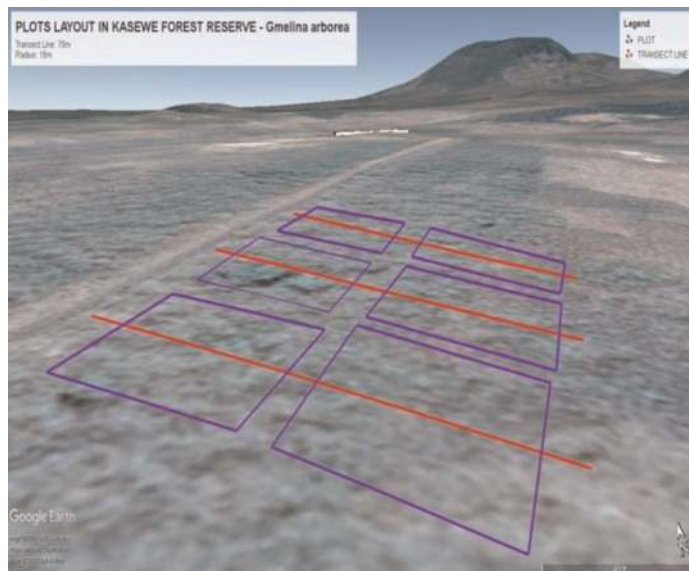 PLOTS LAYOUT IN KASEWE FOREST RESERVE - Gmelina arborea
Transect Line: 75m
Radius: 15m
Legend
PLOT
TRANSECT LINE
Google Earth